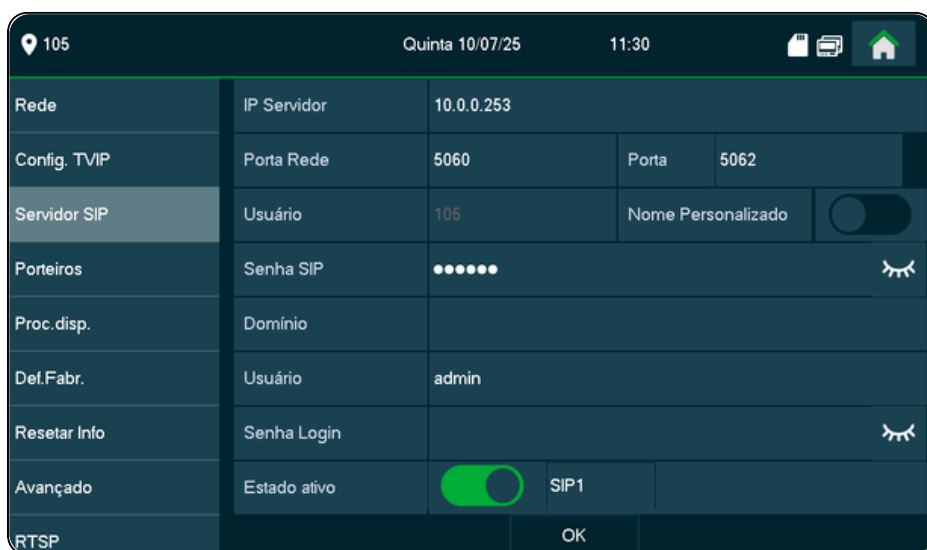 105 Quinta 10/07/25 11:30
Rede
Config. TVIP
Servidor SIP
Porteiros
Proc.disp.
Def.Fabr.
Resetar Info
Avançado
RTSP
IP Servidor 10.0.0.253
Porta Rede 5060 Porta 5062
Usuário 105 Nome Personalizado
Senha SIP ●●●●●●
Domínio
Usuário admin
Senha Login
Estado ativo SIP1
OK